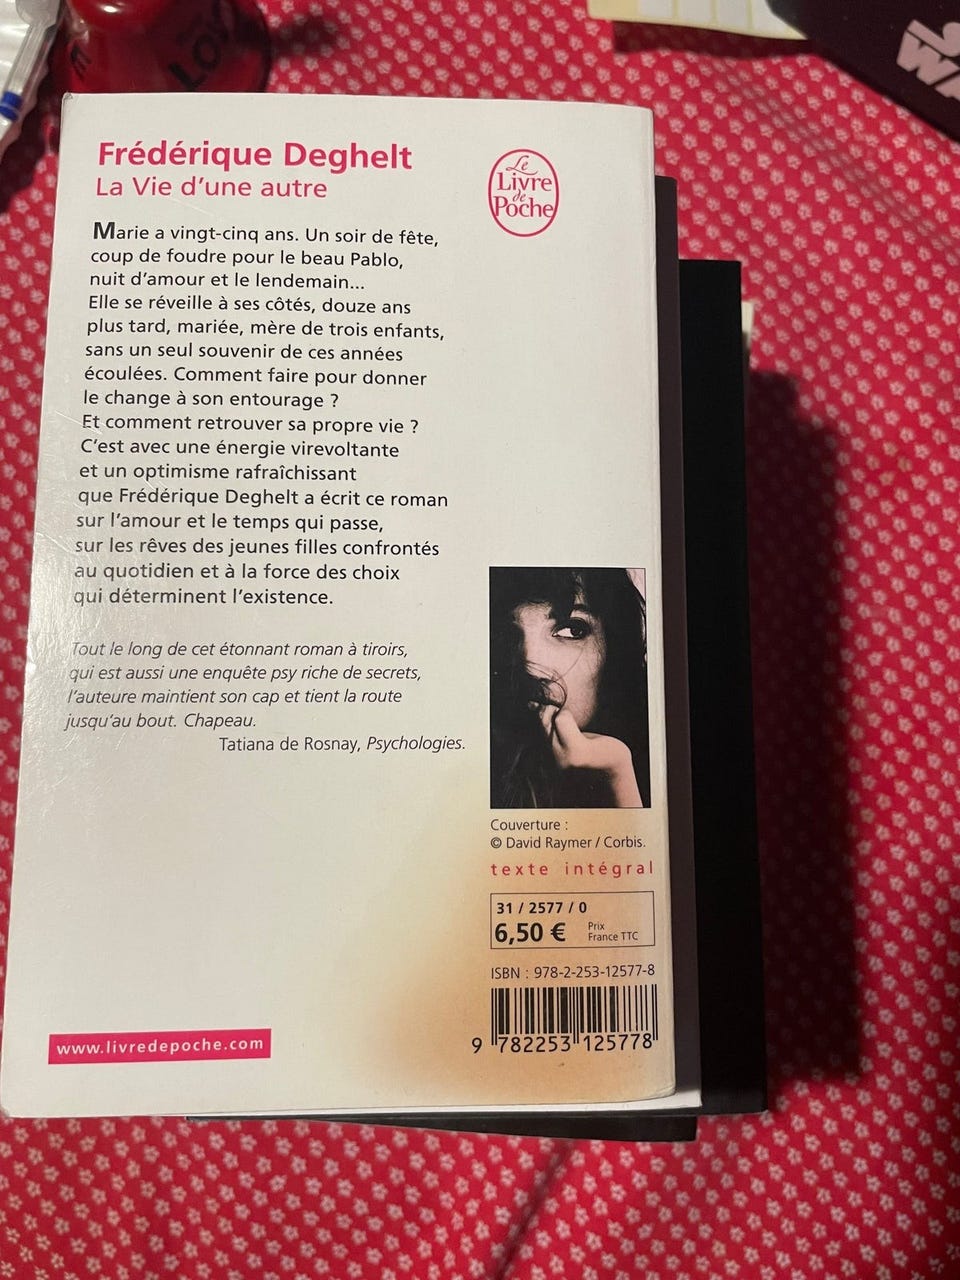 Frédérique Deghelt
La Vie d'une autre
Le
Livre
de
Poche
Marie a vingt-cinq ans. Un soir de fête,
coup de foudre pour le beau Pablo,
nuit d'amour et le lendemain...
Elle se réveille à ses côtés, douze ans
plus tard, mariée, mère de trois enfants,
sans un seul souvenir de ces années
écoulées. Comment faire pour donner
le change à son entourage ?
Et comment retrouver sa propre vie ?
C'est avec une énergie virevoltante
et un optimisme rafraîchissant
que Frédérique Deghelt a écrit ce roman
sur l'amour et le temps qui passe,
sur les rêves des jeunes filles confrontés
au quotidien et à la force des choix
qui déterminent l'existence.
Tout le long de cet étonnant roman à tiroirs,
qui est aussi une enquête psy riche de secrets,
l'auteure maintient son cap et tient la route
jusqu'au bout. Chapeau.
Tatiana de Rosnay, Psychologies.
Couverture :
© David Raymer / Corbis.
texte intégral
31 / 2577 / 0
6,50 € Prix
France TTC
ISBN : 978-2-253-12577-8
9 782253 125778
www.livredepoche.com